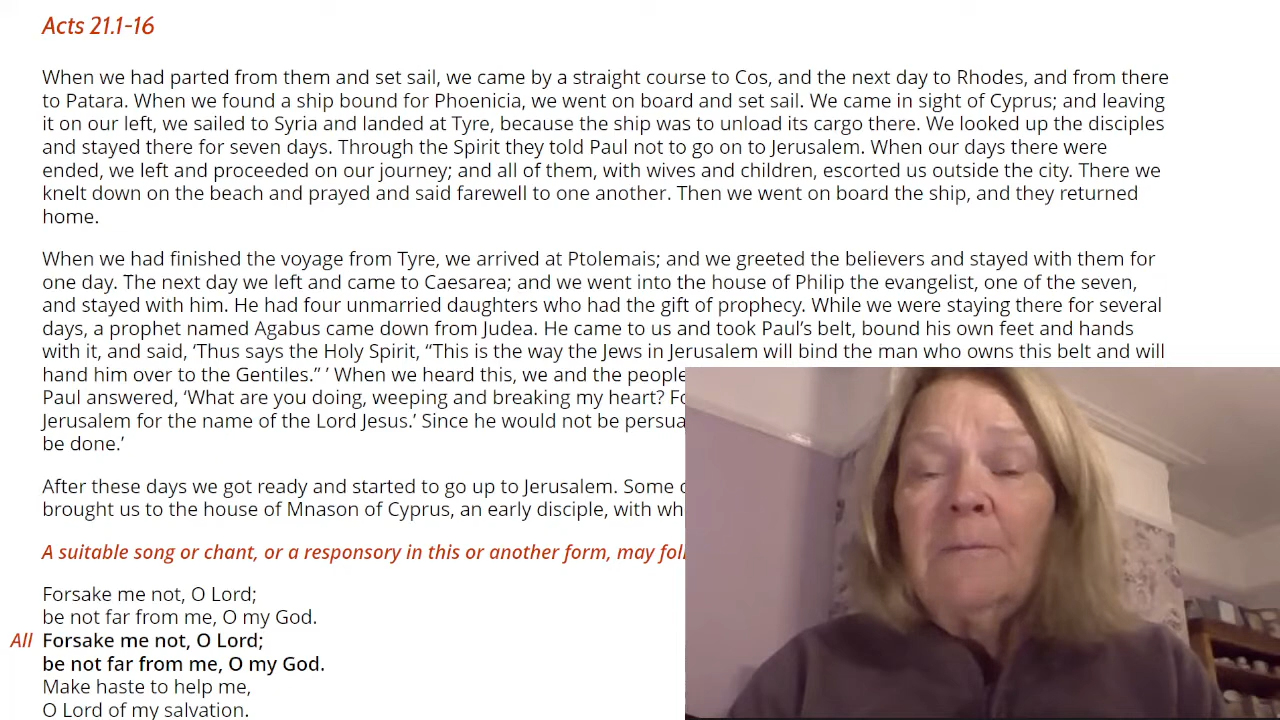 Acts 21.1-16
When we had parted from them and set sail, we came by a straight course to Cos, and the next day to Rhodes, and from there
to Patara. When we found a ship bound for Phoenicia, we went on board and set sail. We came in sight of Cyprus; and leaving
it on our left, we sailed to Syria and landed at Tyre, because the ship was to unload its cargo there. We looked up the disciples
and stayed there for seven days. Through the Spirit they told Paul not to go on to Jerusalem. When our days there were
ended, we left and proceeded on our journey; and all of them, with wives and children, escorted us outside the city. There we
knelt down on the beach and prayed and said farewell to one another. Then we went on board the ship, and they returned
home.
When we had finished the voyage from Tyre, we arrived at Ptolemais; and we greeted the believers and stayed with them for
one day. The next day we left and came to Caesarea; and we went into the house of Philip the evangelist, one of the seven,
and stayed with him. He had four unmarried daughters who had the gift of prophecy. While we were staying there for several
days, a prophet named Agabus came down from Judea. He came to us and took Paul’s belt, bound his own feet and hands
with it, and said, ‘Thus says the Holy Spirit, “This is the way the Jews in Jerusalem will bind the man who owns this belt and will
hand him over to the Gentiles.” ’ When we heard this, we and the people
Paul answered, ‘What are you doing, weeping and breaking my heart?
Jerusalem for the name of the Lord Jesus.’ Since he would not be
be done.’
After these days we got ready and started to go up to Jerusalem. Some
brought us to the house of Mnason of Cyprus, an early disciple, with
A suitable song or chant, or a responsory in this or another form, may
Forsake me not, O Lord;
be not far from me, O my God.
All Forsake me not, O Lord;
be not far from me, O my God.
Make haste to help me,
O Lord of my salvation.